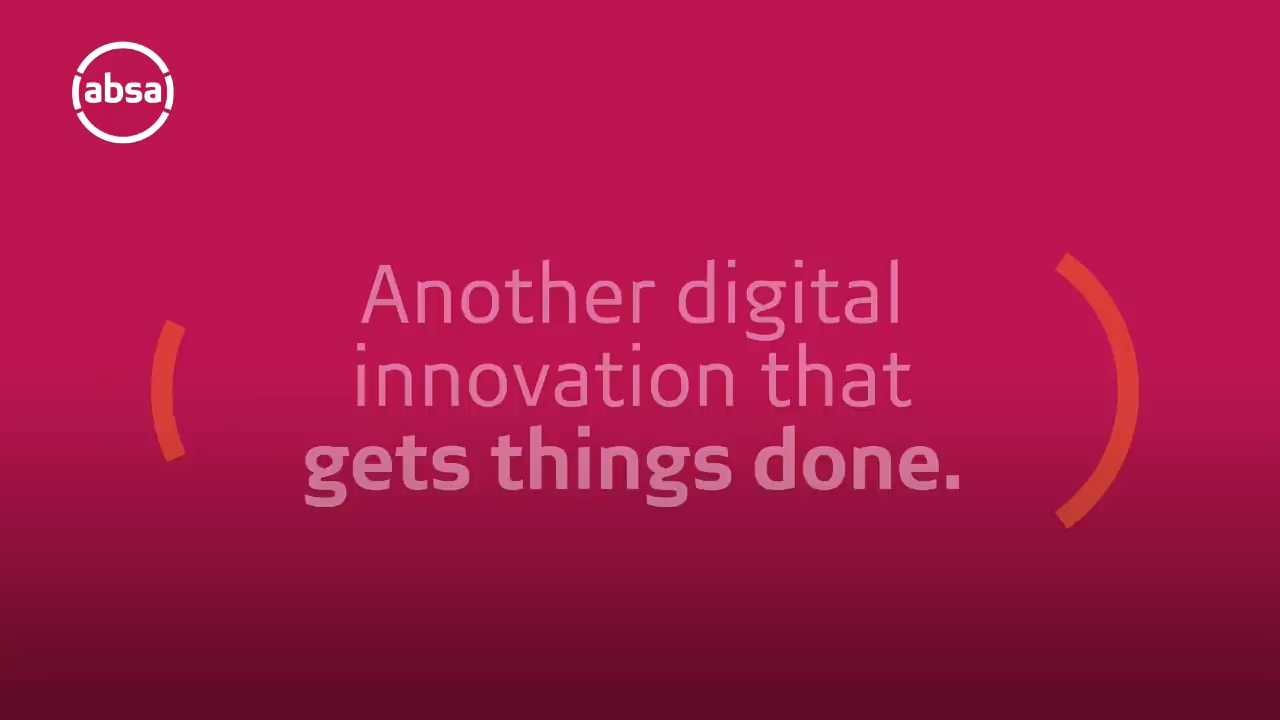 absa
Another digital
innovation that
gets things done.